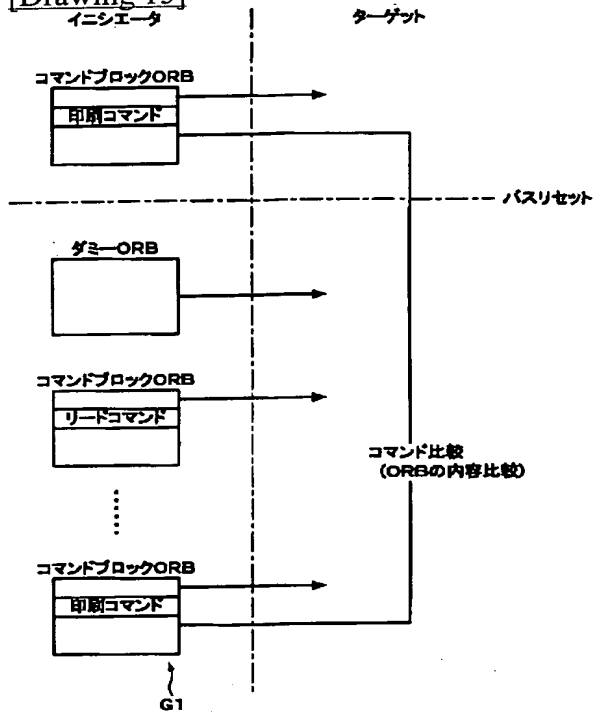 [Drawing 15]
イニシエータ
ターゲット
コマンドブロックORB
印刷コマンド
バスリセット
ダミーORB
コマンドブロックORB
リードコマンド
コマンド比較
(ORBの内容比較)
コマンドブロックORB
印刷コマンド
G1